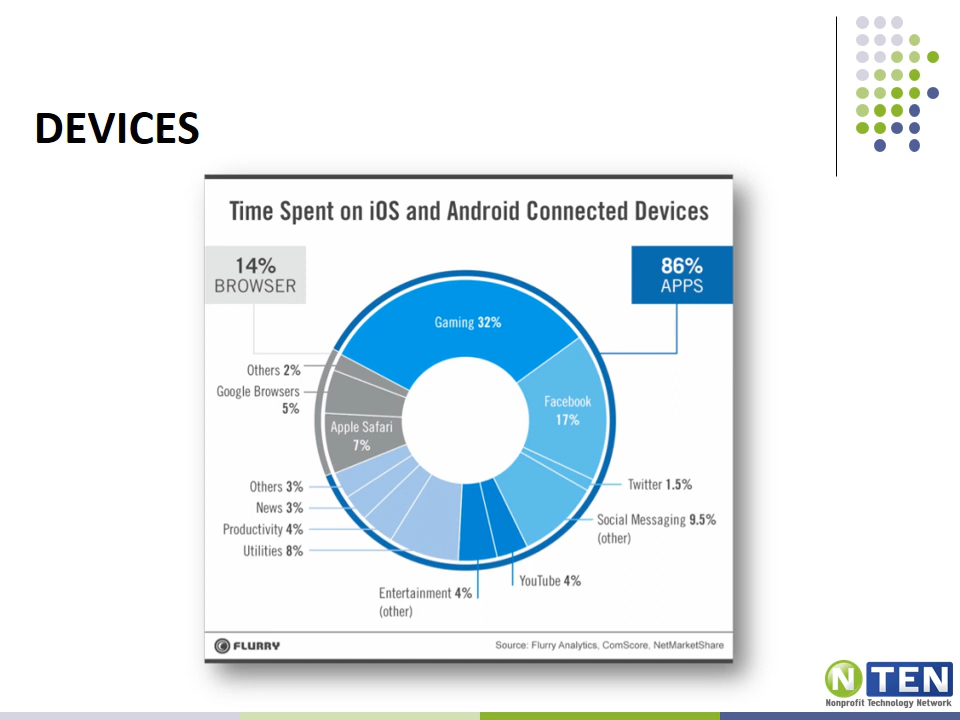 DEVICES
Time Spent on iOS and Android Connected Devices
14%
BROWSER
86%
APPS
Gaming 32%
Others 2%
Google Browsers
5%
Apple Safari
7%
Facebook
17%
Others 3%
News 3%
Productivity 4%
Utilities 8%
Twitter 1.5%
Social Messaging 9.5%
(other)
YouTube 4%
Entertainment 4%
(other)
FLURRY
Source: Flurry Analytics, ComScore, NetMarketShare
NTEN
Nonprofit Technology Network